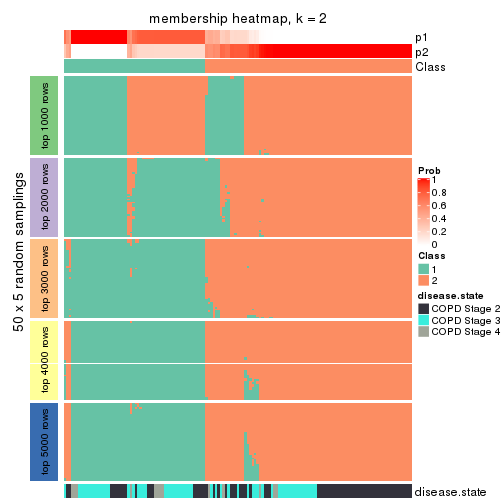 membership heatmap, k = 2
p1
p2
Class
50 x 5 random samplings
top 1000 rows
top 2000 rows
top 3000 rows
top 4000 rows
top 5000 rows
Prob
1
0.8
0.6
0.4
0.2
0
Class
1
2
disease.state
COPD Stage 2
COPD Stage 3
COPD Stage 4
disease.state